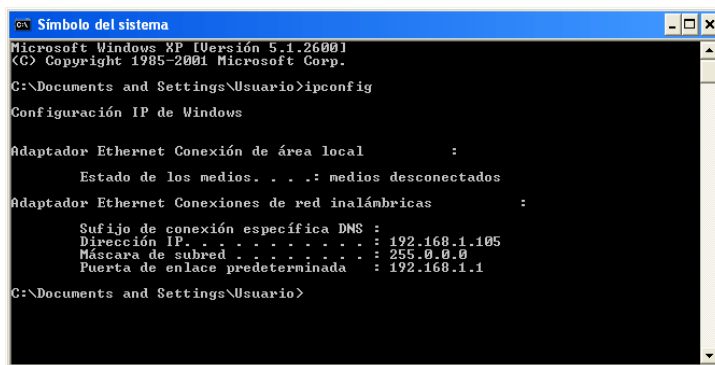 Símbolo del sistema
Microsoft Windows XP [Versión 5.1.2600]
(C) Copyright 1985-2001 Microsoft Corp.
C:\Documents and Settings\Usuario>ipconfig
Configuración IP de Windows
Adaptador Ethernet Conexión de área local          :
Estado de los medios. . . .: medios desconectados
Adaptador Ethernet Conexiones de red inalámbricas          :
Sufijo de conexión específica DNS :
Dirección IP. . . . . . . . . . . : 192.168.1.105
Máscara de subred . . . . . . . . : 255.0.0.0
Puerta de enlace predeterminada   : 192.168.1.1
C:\Documents and Settings\Usuario>